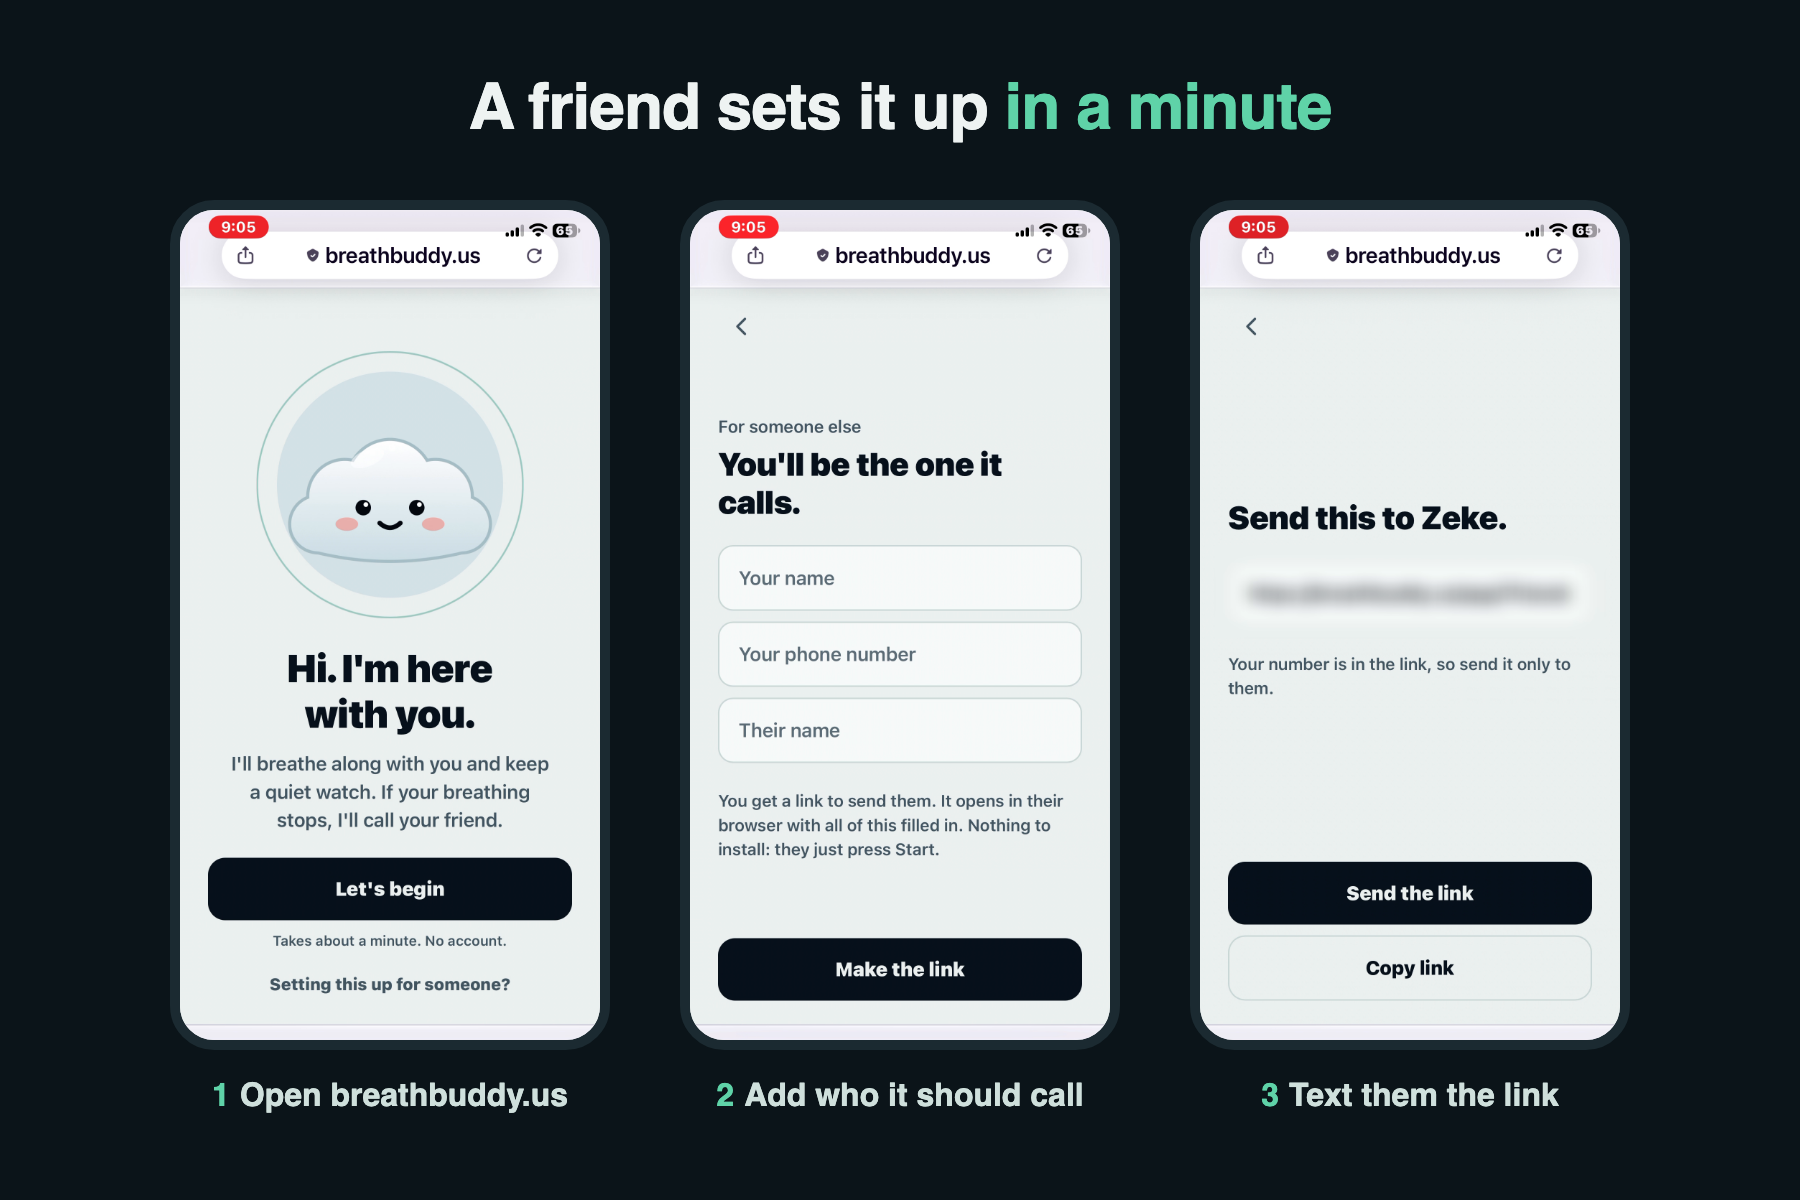 A friend sets it up in a minute
9:05
65
breathbuddy.us
Hi. I'm here
with you.
I'll breathe along with you and keep
a quiet watch. If your breathing
stops, I'll call your friend.
Let's begin
Takes about a minute. No account.
Setting this up for someone?
1 Open breathbuddy.us
9:05
65
breathbuddy.us
For someone else
You'll be the one it
calls.
Your name
Your phone number
Their name
You get a link to send them. It opens in their
browser with all of this filled in. Nothing to
install: they just press Start.
Make the link
2 Add who it should call
9:05
65
breathbuddy.us
Send this to Zeke.
Your number is in the link, so send it only to
them.
Send the link
Copy link
3 Text them the link